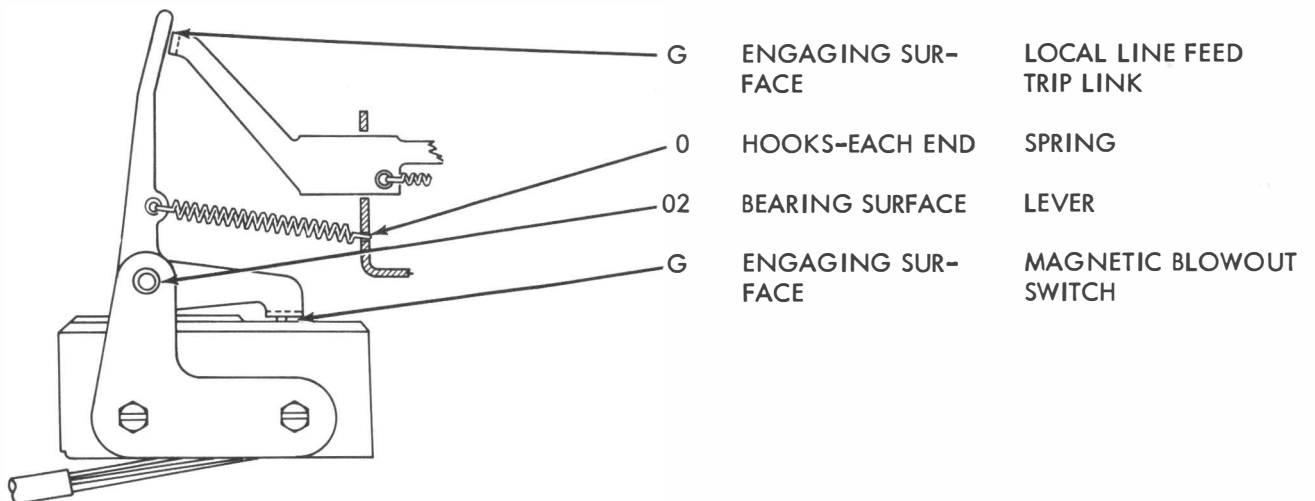 G ENGAGING SUR- LOCAL LINE FEED
FACE TRIP LINK
0 HOOKS-EACH END SPRING
02 BEARING SURFACE LEVER
G ENGAGING SUR- MAGNETIC BLOWOUT
FACE SWITCH